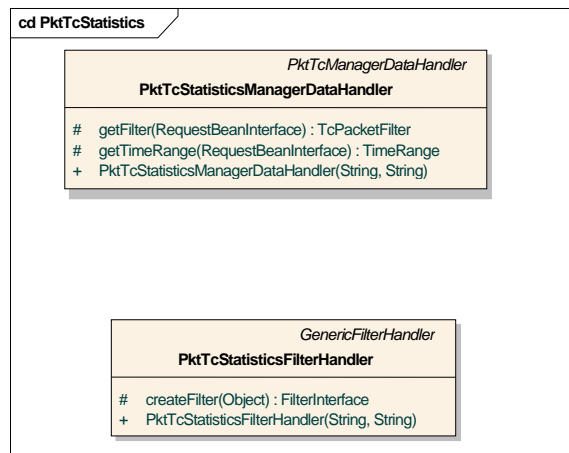 cd PktTcStatistics
PktTcManagerDataHandler
PktTcStatisticsManagerDataHandler
# getFilter(RequestBeanInterface) : TcPacketFilter
# getTimeRange(RequestBeanInterface) : TimeRange
+ PktTcStatisticsManagerDataHandler(String, String)
GenericFilterHandler
PktTcStatisticsFilterHandler
# createFilter(Object) : FilterInterface
+ PktTcStatisticsFilterHandler(String, String)